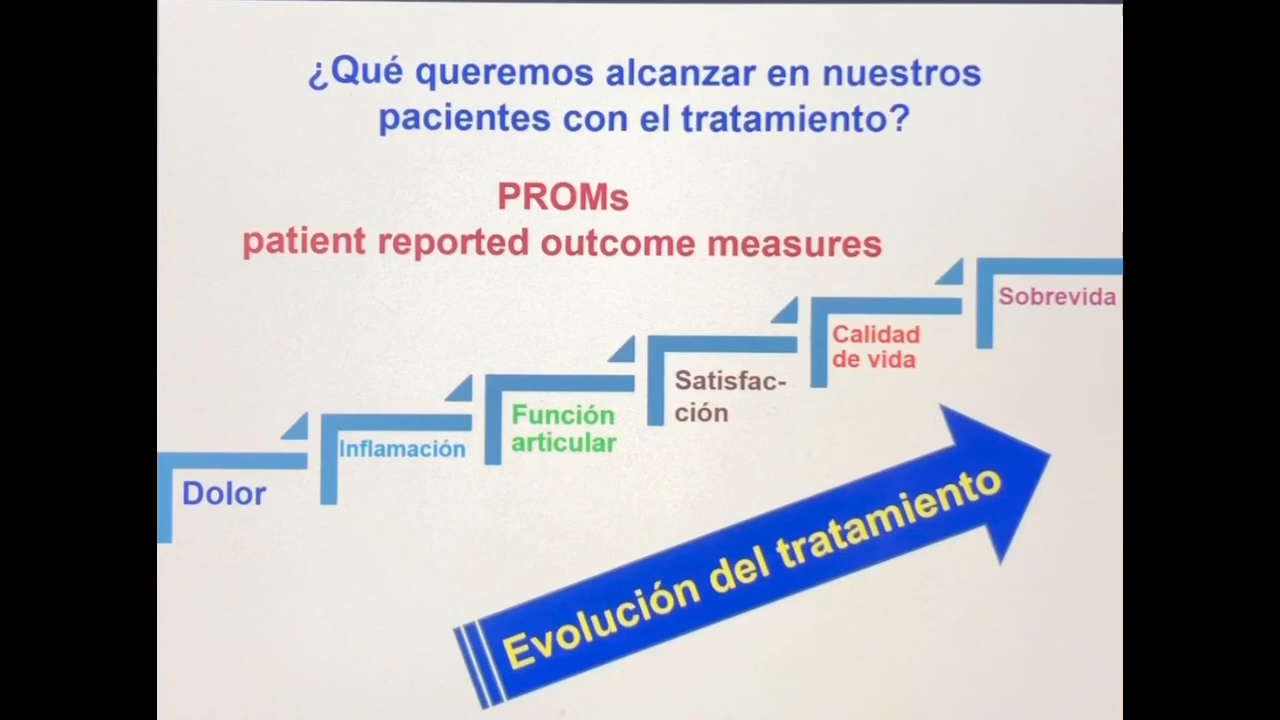 ¿Qué queremos alcanzar en nuestros
pacientes con el tratamiento?
PROMs
patient reported outcome measures
Dolor
Inflamación
Función
articular
Satisfac-
ción
Calidad
de vida
Sobrevida
Evolución del tratamiento